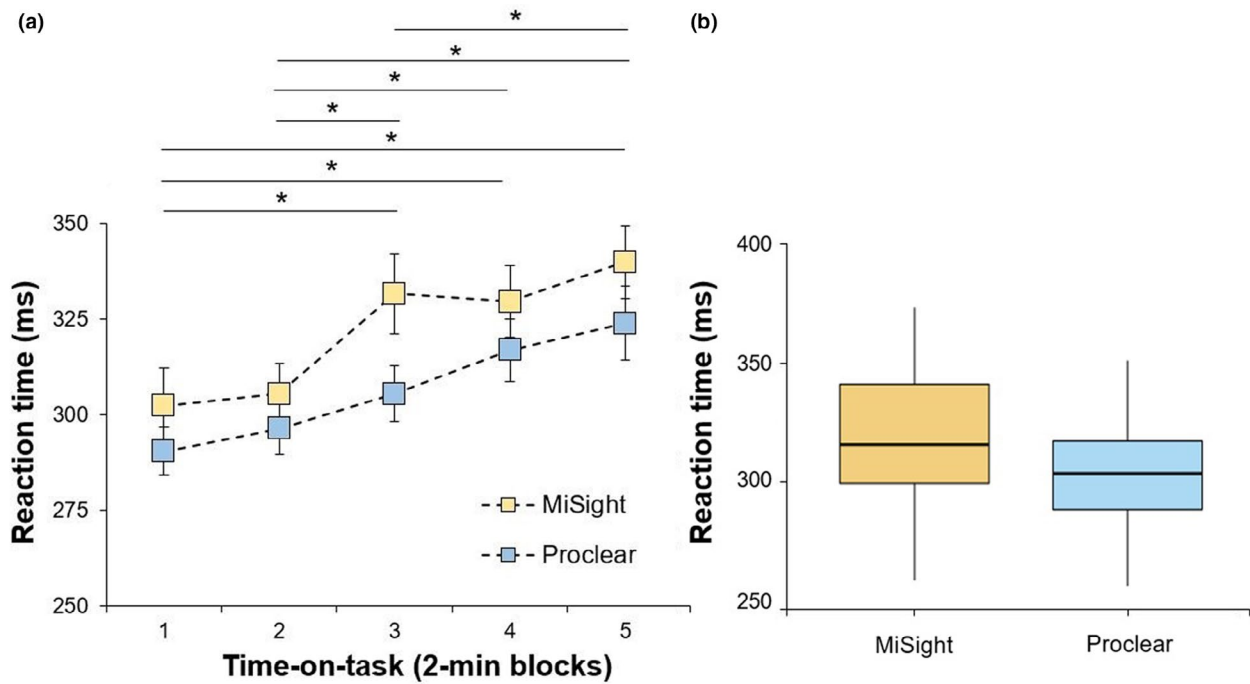 (a)
*
*
*
*
*
*
*
Reaction time (ms)
350
325
300
275
250
MiSight
Proclear
1 2 3 4 5
Time-on-task (2-min blocks)
(b)
Reaction time (ms)
400
350
300
250
MiSight Proclear